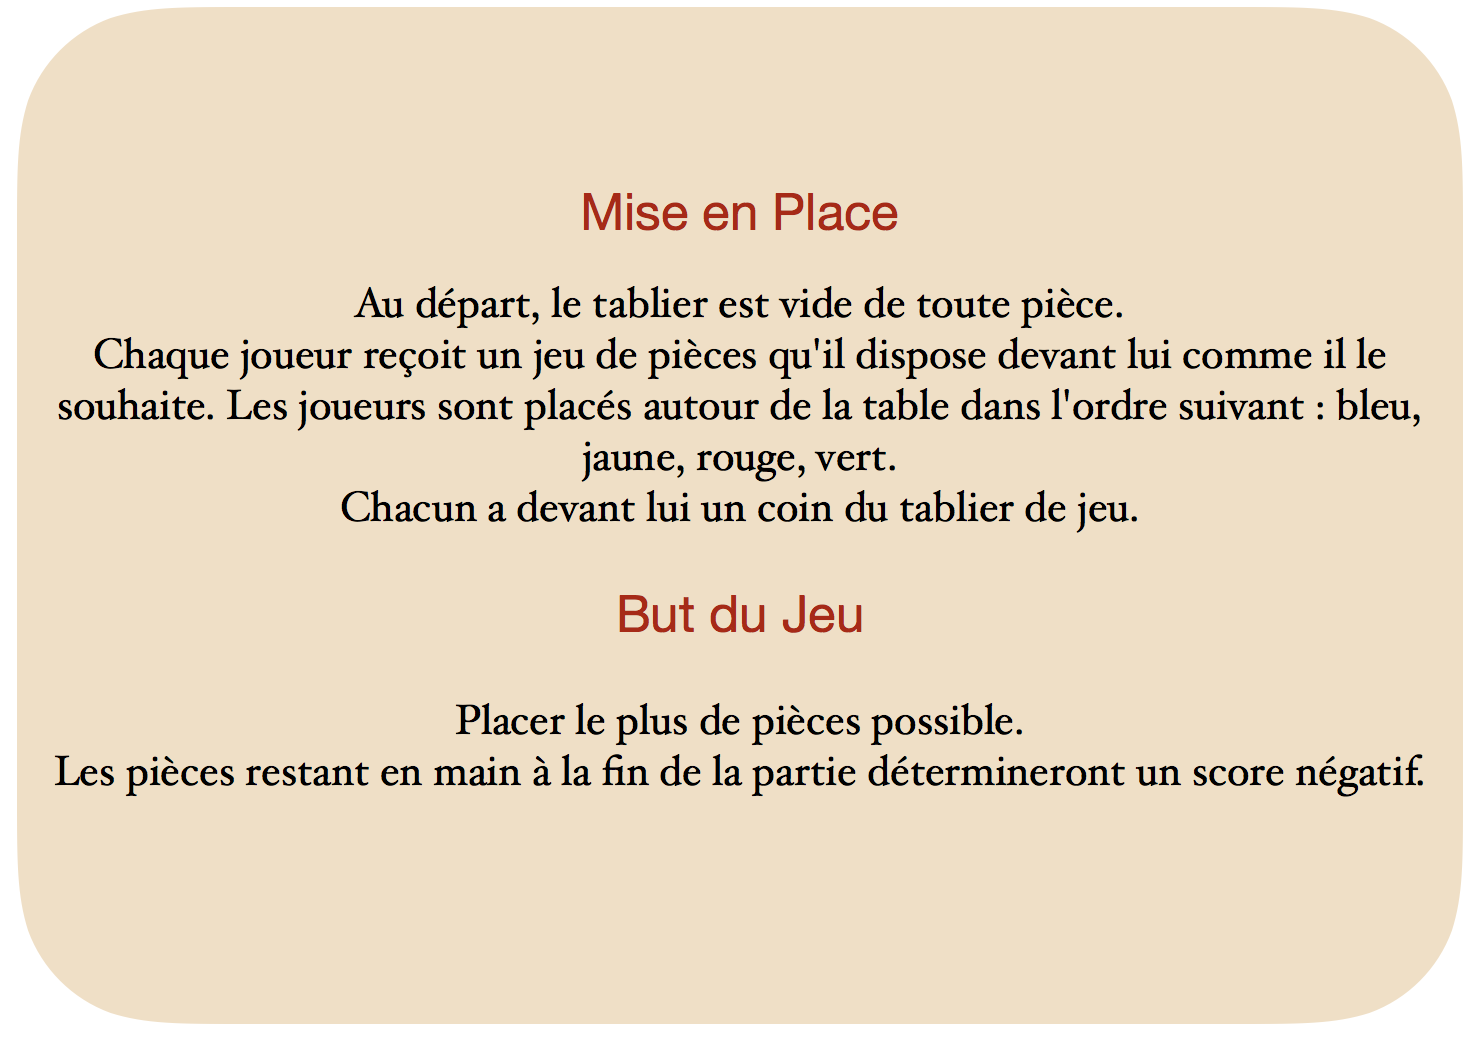 Mise en Place
Au départ, le tablier est vide de toute pièce.
Chaque joueur reçoit un jeu de pièces qu'il dispose devant lui comme il le
souhaite. Les joueurs sont placés autour de la table dans l'ordre suivant : bleu,
jaune, rouge, vert.
Chacun a devant lui un coin du tablier de jeu.
But du Jeu
Placer le plus de pièces possible.
Les pièces restant en main à la fin de la partie détermineront un score négatif.